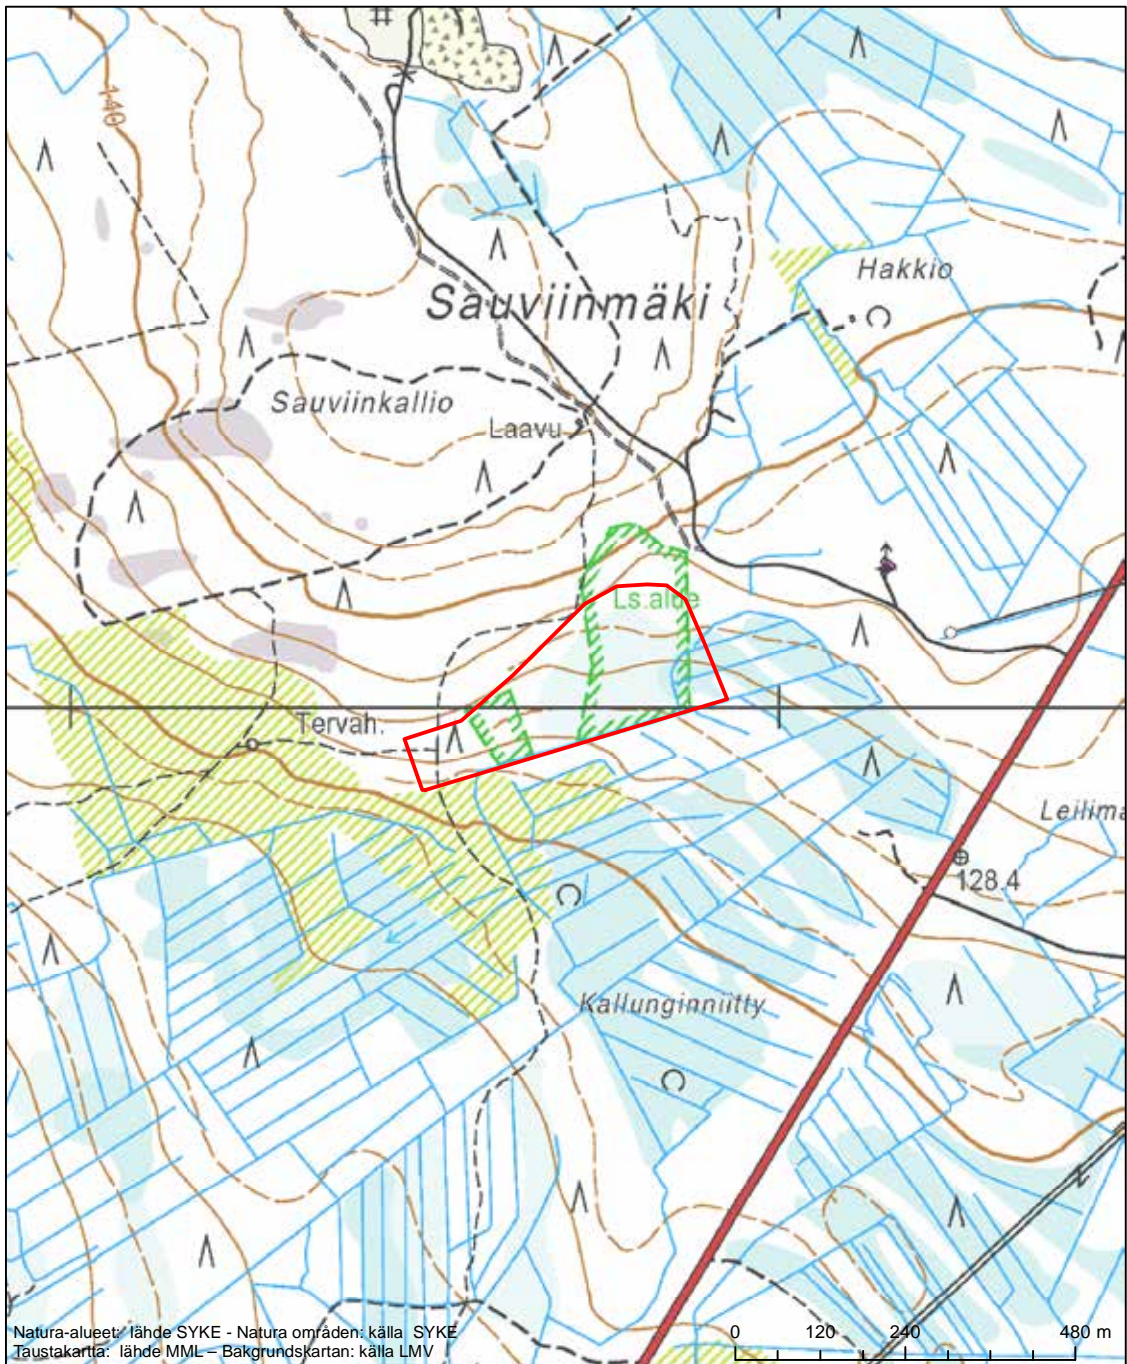 140
Hakkio
Sauviinmäki
Sauviinkallio
Laavu
Ls.alue
Tervah.
Leilima
128.4
Kallunginniitty
Natura-alueet: lähde SYKE - Natura områden: källa SYKE
Taustakartta: lähde MML – Bakgrundskartan: källa LMV
0 120 240 480 m